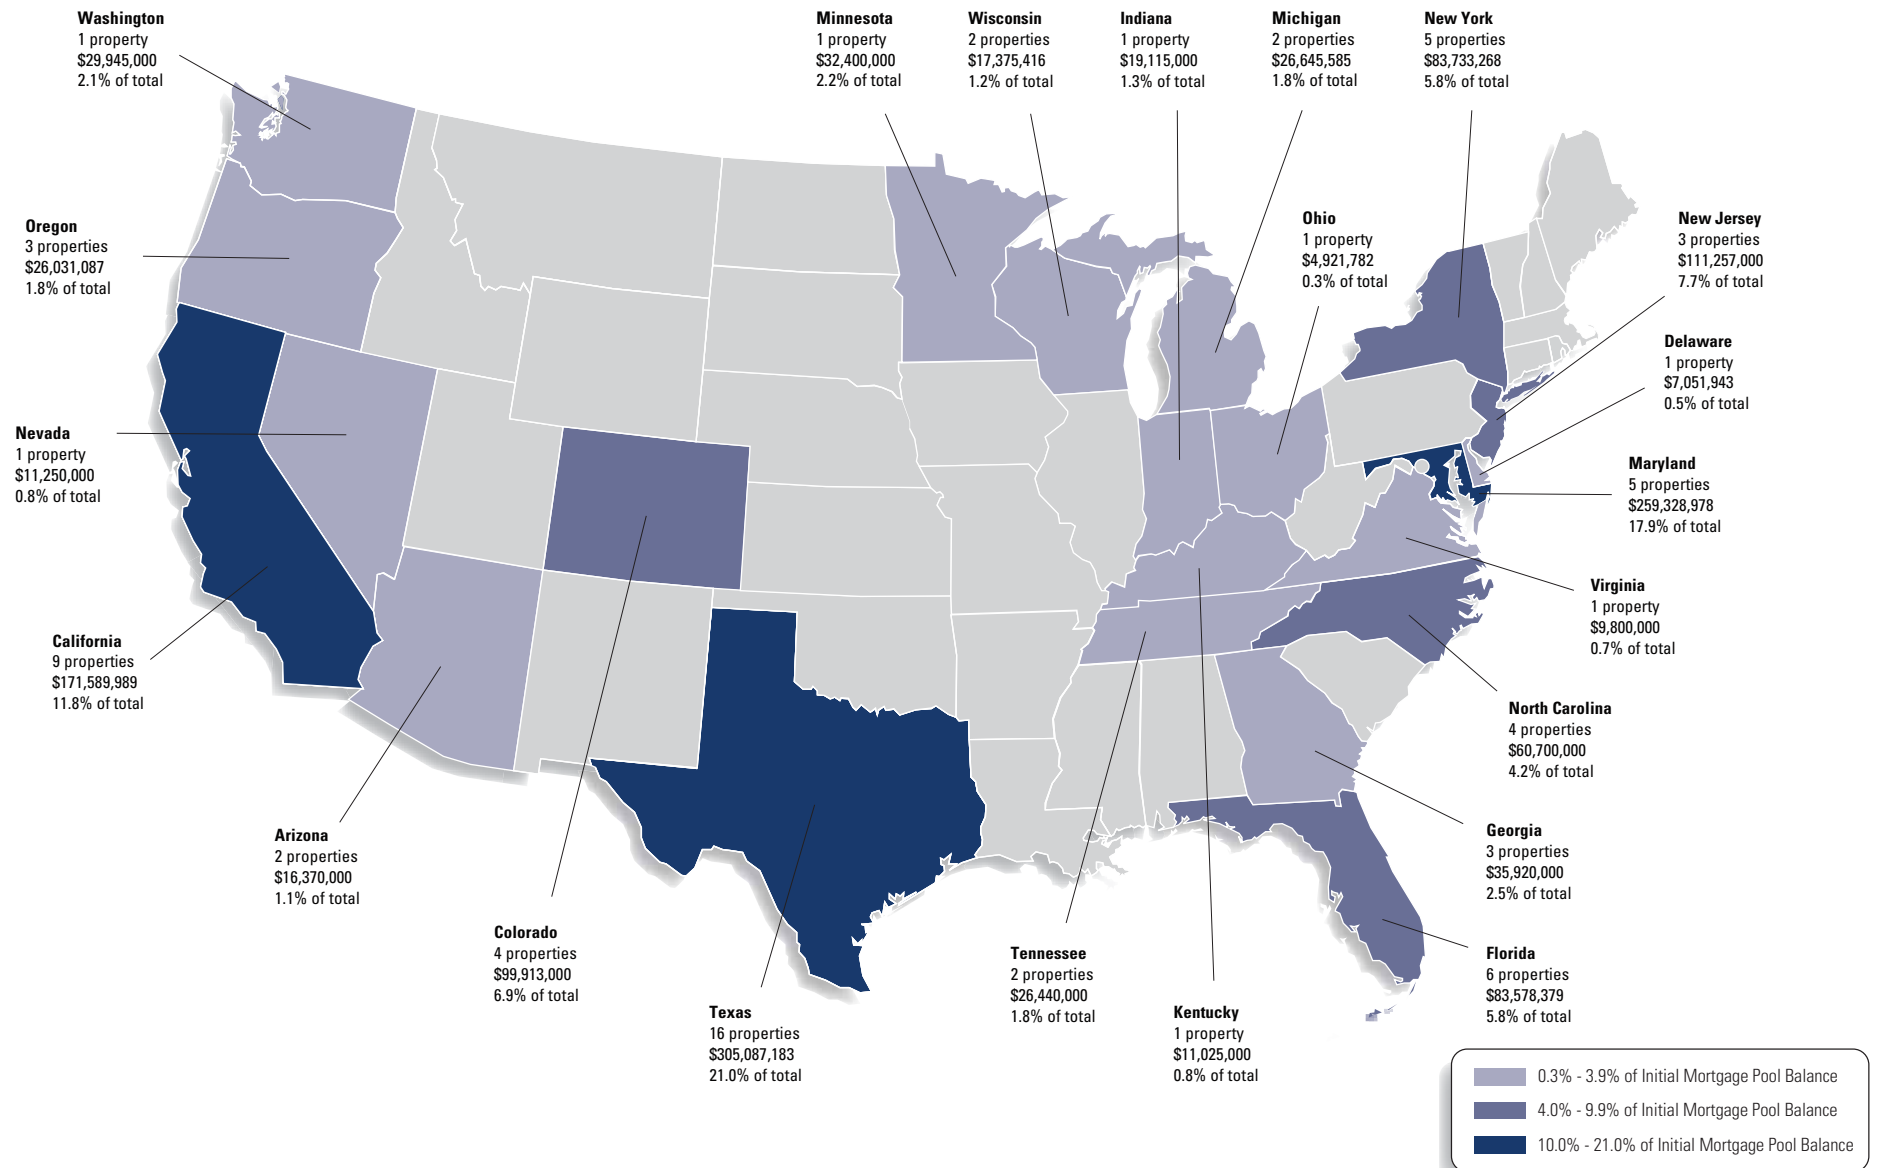 Washington
1 property
$29,945,000
2.1% of total
Minnesota
1 property
$32,400,000
2.2% of total
Wisconsin
2 properties
$17,375,416
1.2% of total
Indiana
1 property
$19,115,000
1.3% of total
Michigan
2 properties
$26,645,585
1.8% of total
New York
5 properties
$83,733,268
5.8% of total
Oregon
3 properties
$26,031,087
1.8% of total
Ohio
1 property
$4,921,782
0.3% of total
New Jersey
3 properties
$111,257,000
7.7% of total
Delaware
1 property
$7,051,943
0.5% of total
Nevada
1 property
$11,250,000
0.8% of total
Maryland
5 properties
$259,328,978
17.9% of total
Virginia
1 property
$9,800,000
0.7% of total
California
9 properties
$171,589,989
11.8% of total
North Carolina
4 properties
$60,700,000
4.2% of total
Arizona
2 properties
$16,370,000
1.1% of total
Georgia
3 properties
$35,920,000
2.5% of total
Colorado
4 properties
$99,913,000
6.9% of total
Tennessee
2 properties
$26,440,000
1.8% of total
Florida
6 properties
$83,578,379
5.8% of total
Texas
16 properties
$305,087,183
21.0% of total
Kentucky
1 property
$11,025,000
0.8% of total
0.3% - 3.9% of Initial Mortgage Pool Balance
4.0% - 9.9% of Initial Mortgage Pool Balance
10.0% - 21.0% of Initial Mortgage Pool Balance